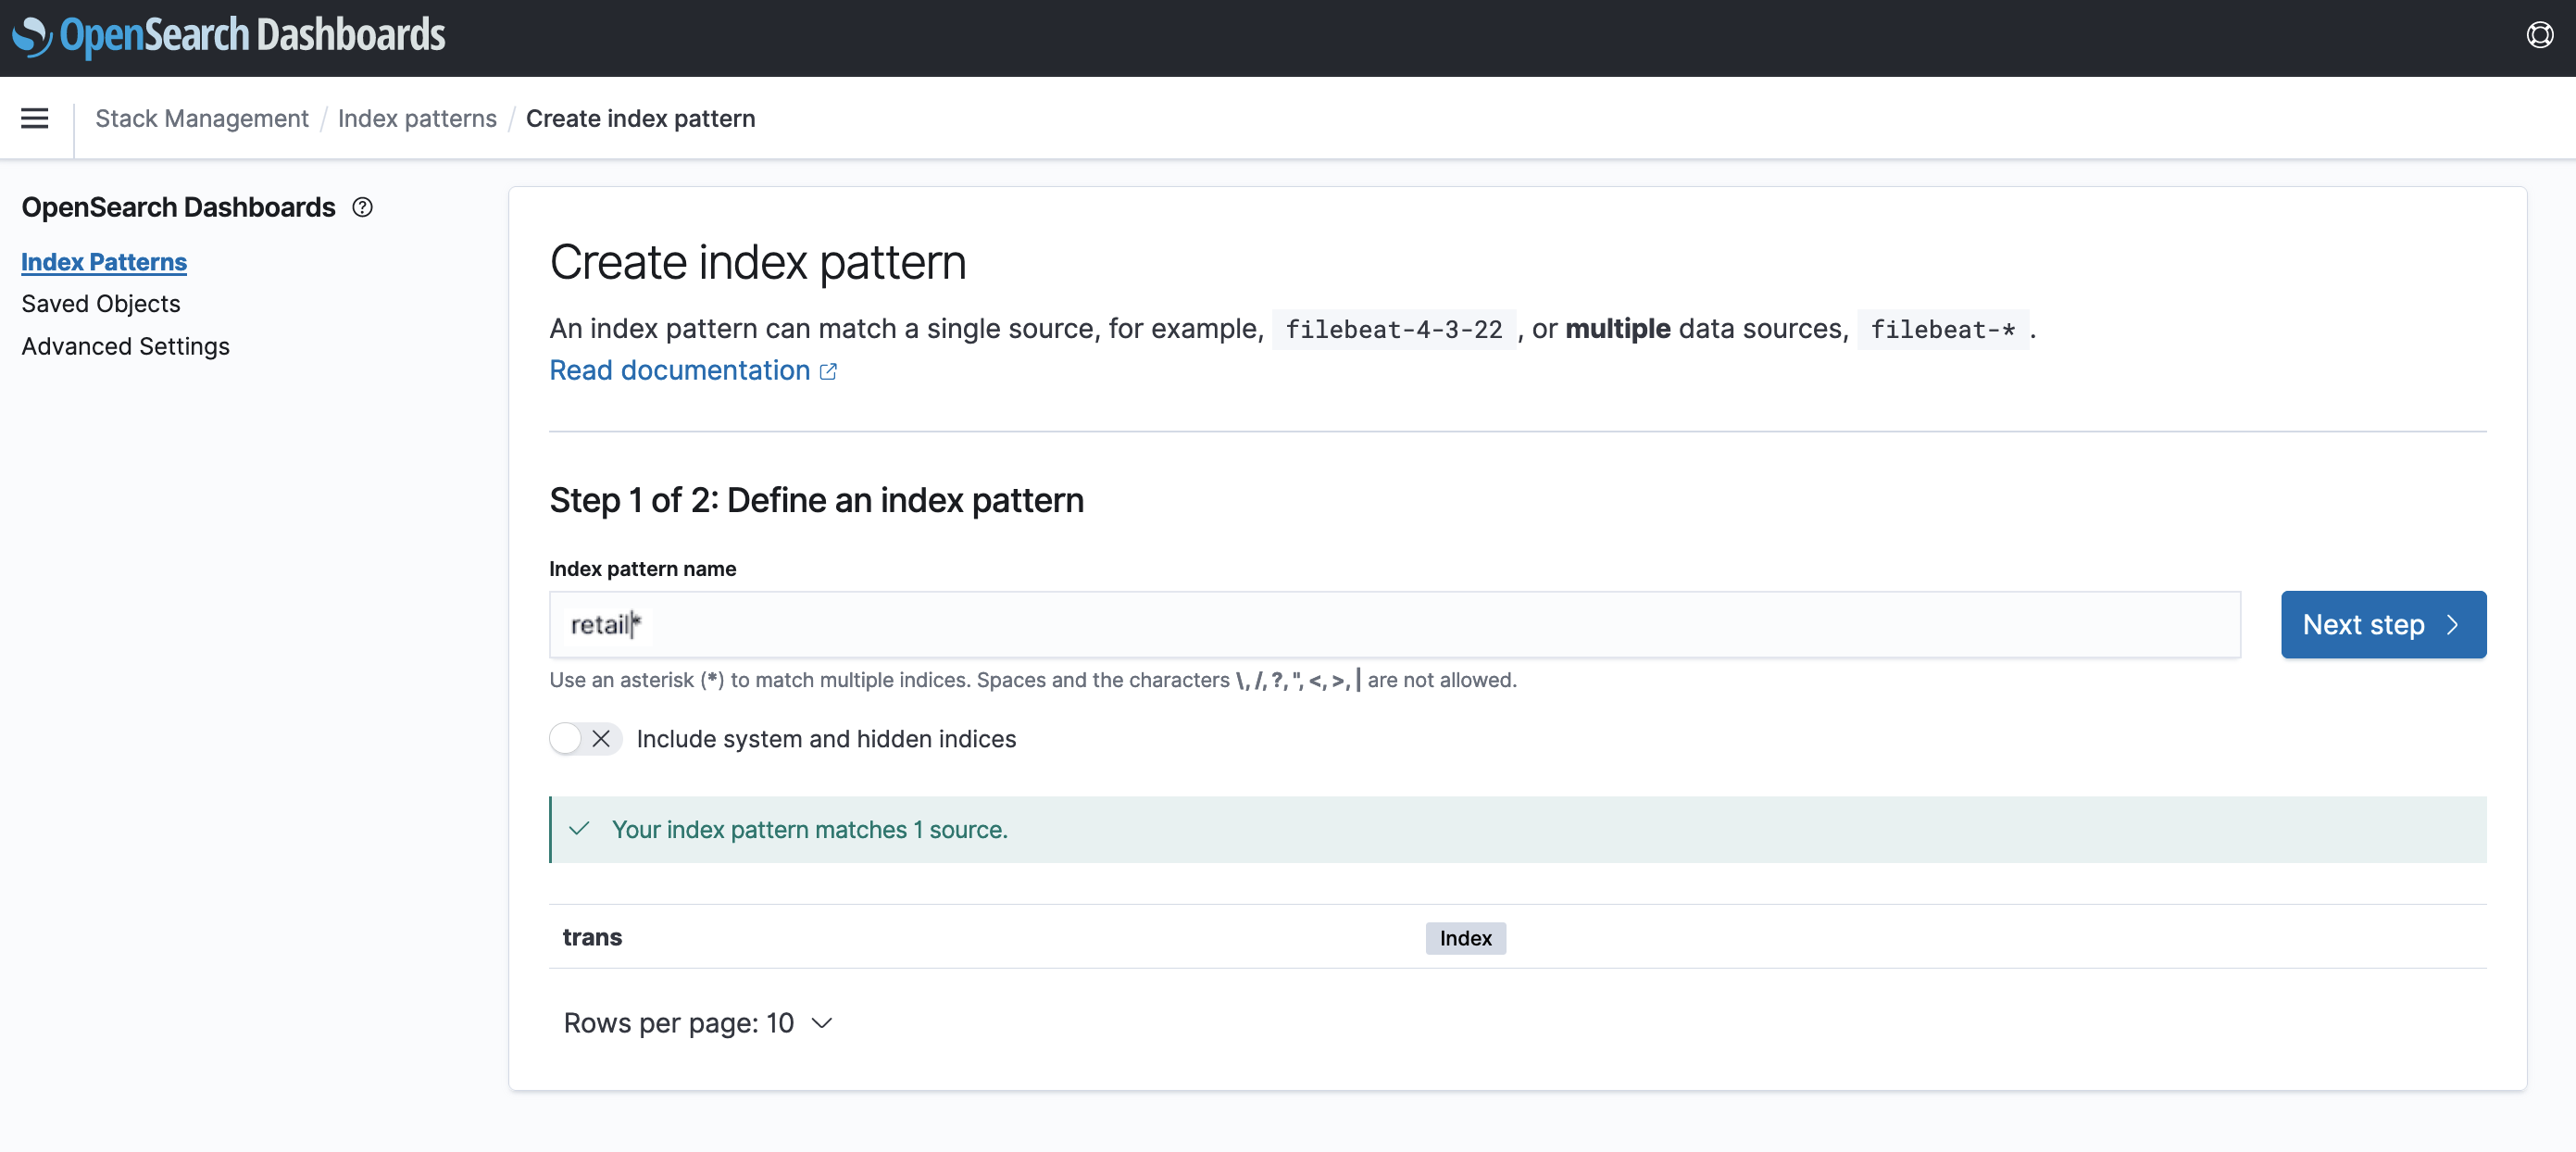 OpenSearch Dashboards
Stack Management / Index patterns / Create index pattern
OpenSearch Dashboards
Index Patterns
Saved Objects
Advanced Settings
Create index pattern
An index pattern can match a single source, for example, filebeat-4-3-22 , or multiple data sources, filebeat-* .
Read documentation
Step 1 of 2: Define an index pattern
Index pattern name
retail*
Next step
Use an asterisk (*) to match multiple indices. Spaces and the characters \, /, ?, ", <, >, | are not allowed.
Include system and hidden indices
Your index pattern matches 1 source.
trans Index
Rows per page: 10